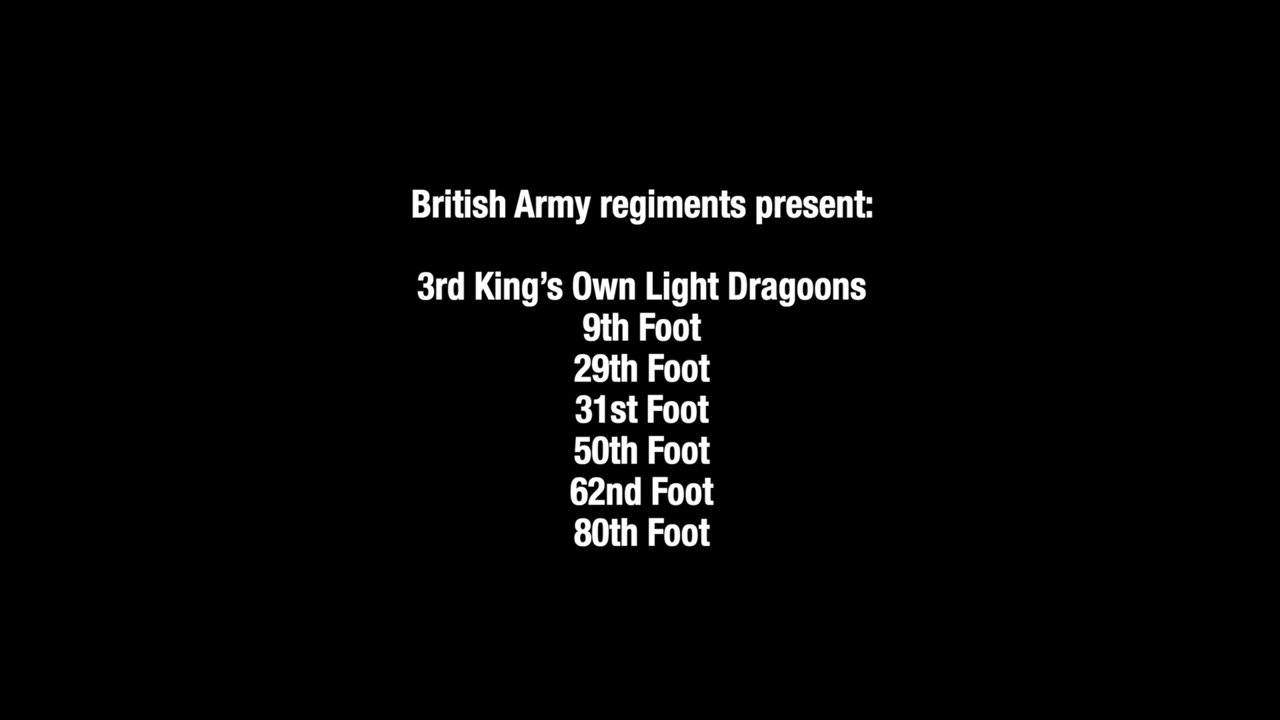 British Army regiments present:
3rd King’s Own Light Dragoons
9th Foot
29th Foot
31st Foot
50th Foot
62nd Foot
80th Foot